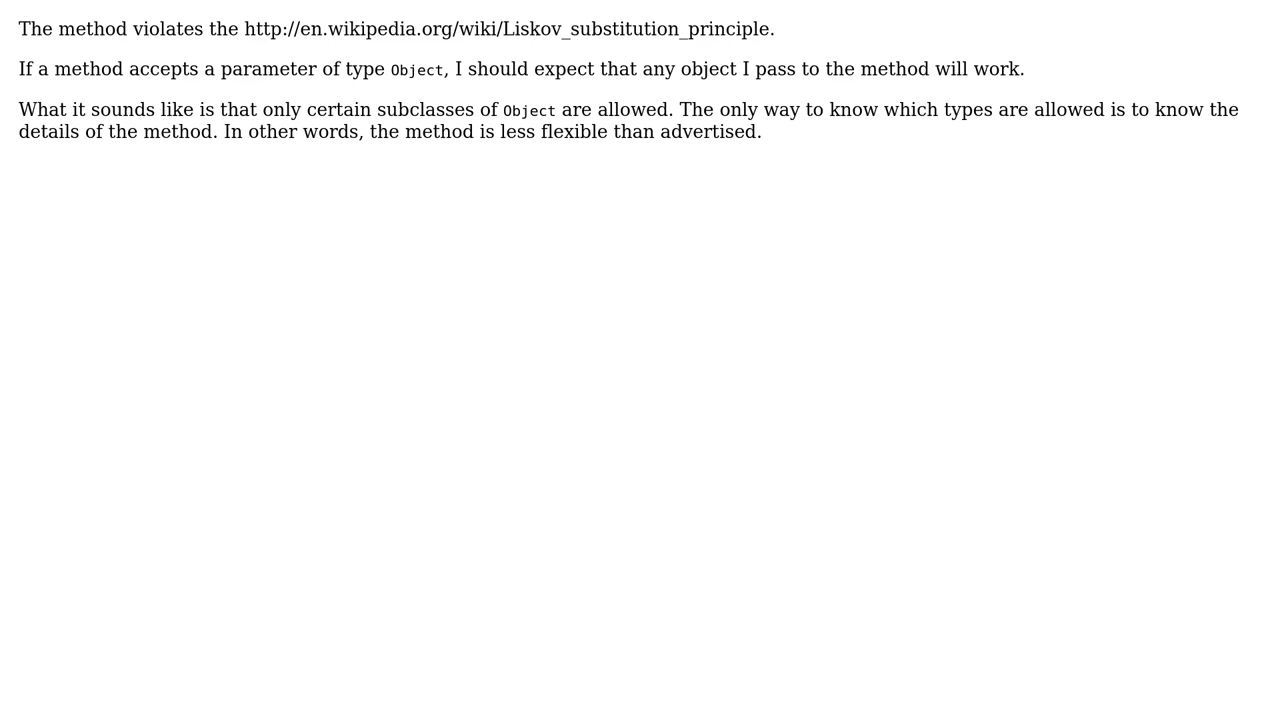 The method violates the http://en.wikipedia.org/wiki/Liskov_substitution_principle.
If a method accepts a parameter of type Object, I should expect that any object I pass to the method will work.
What it sounds like is that only certain subclasses of Object are allowed. The only way to know which types are allowed is to know the
details of the method. In other words, the method is less flexible than advertised.